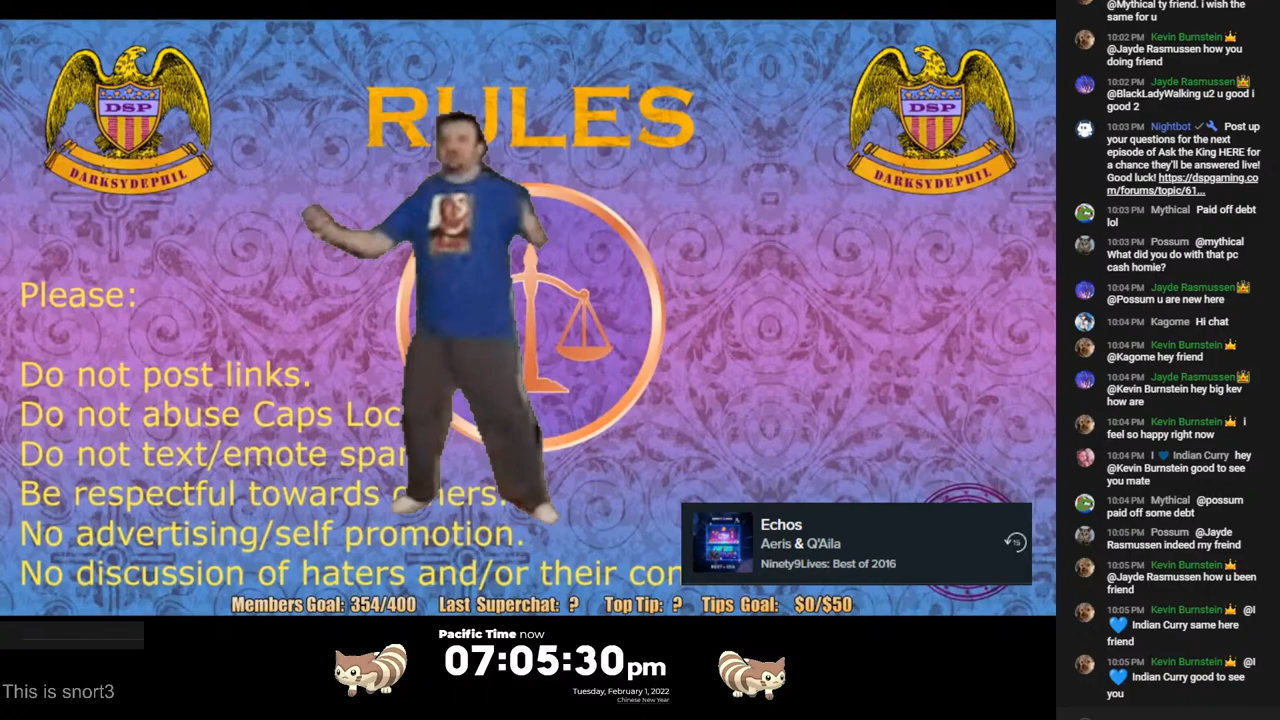 DSP
DARKSYDEPHIL
RULES
DSP
DARKSYDEPHIL
Please:
Do not post links.
Do not abuse Caps Loc
Do not text/emote spa
Be respectful towards others.
No advertising/self promotion.
No discussion of haters and/or their con
Echos
Aeris & Q'Aila
Ninety9Lives: Best of 2016
15
Members Goal: 354/400 Last Superchat: ? Top Tip: ? Tips Goal: $0/$50
Pacific Time now
07:05:30pm
Tuesday, February 1, 2022
Chinese New Year
This is snort3
@Mythical ty friend. i wish the
same for u
10:02 PM Kevin Burnstein
@Jayde Rasmussen how you
doing friend
10:02 PM Jayde Rasmussen
@BlackLadyWalking u2 u good i
good 2
10:03 PM Nightbot Post up
your questions for the next
episode of Ask the King HERE for
a chance they'll be answered live!
Good luck! https://dspgaming.co
m/forums/topic/61...
10:03 PM Mythical Paid off debt
lol
10:03 PM Possum @mythical
What did you do with that pc
cash homie?
10:04 PM Jayde Rasmussen
@Possum u are new here
10:04 PM Kagome Hi chat
10:04 PM Kevin Burnstein
@Kagome hey friend
10:04 PM Jayde Rasmussen
@Kevin Burnstein hey big kev
how are
10:04 PM Kevin Burnstein I
feel so happy right now
10:04 PM I 💙 Indian Curry hey
@Kevin Burnstein good to see
you mate
10:04 PM Mythical @possum
paid off some debt
10:05 PM Possum @Jayde
Rasmussen indeed my freind
10:05 PM Kevin Burnstein
@Jayde Rasmussen how u been
friend
10:05 PM Kevin Burnstein @I
💙 Indian Curry same here
friend
10:05 PM Kevin Burnstein @I
💙 Indian Curry good to see
you